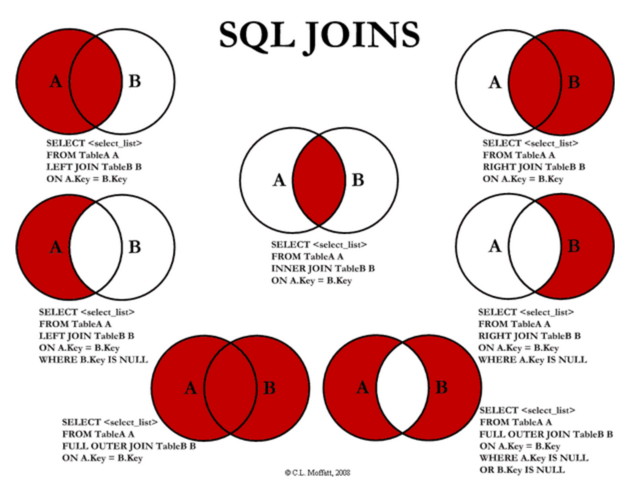 SQL JOINS
A B
SELECT <select_list>
FROM TableA A
LEFT JOIN TableB B
ON A.Key = B.Key
A B
SELECT <select_list>
FROM TableA A
RIGHT JOIN TableB B
ON A.Key = B.Key
A B
SELECT <select_list>
FROM TableA A
INNER JOIN TableB B
ON A.Key = B.Key
A B
SELECT <select_list>
FROM TableA A
LEFT JOIN TableB B
ON A.Key = B.Key
WHERE B.Key IS NULL
A B
SELECT <select_list>
FROM TableA A
RIGHT JOIN TableB B
ON A.Key = B.Key
WHERE A.Key IS NULL
A B
SELECT <select_list>
FROM TableA A
FULL OUTER JOIN TableB B
ON A.Key = B.Key
A B
SELECT <select_list>
FROM TableA A
FULL OUTER JOIN TableB B
ON A.Key = B.Key
WHERE A.Key IS NULL
OR B.Key IS NULL
© C.L. Moffatt, 2008